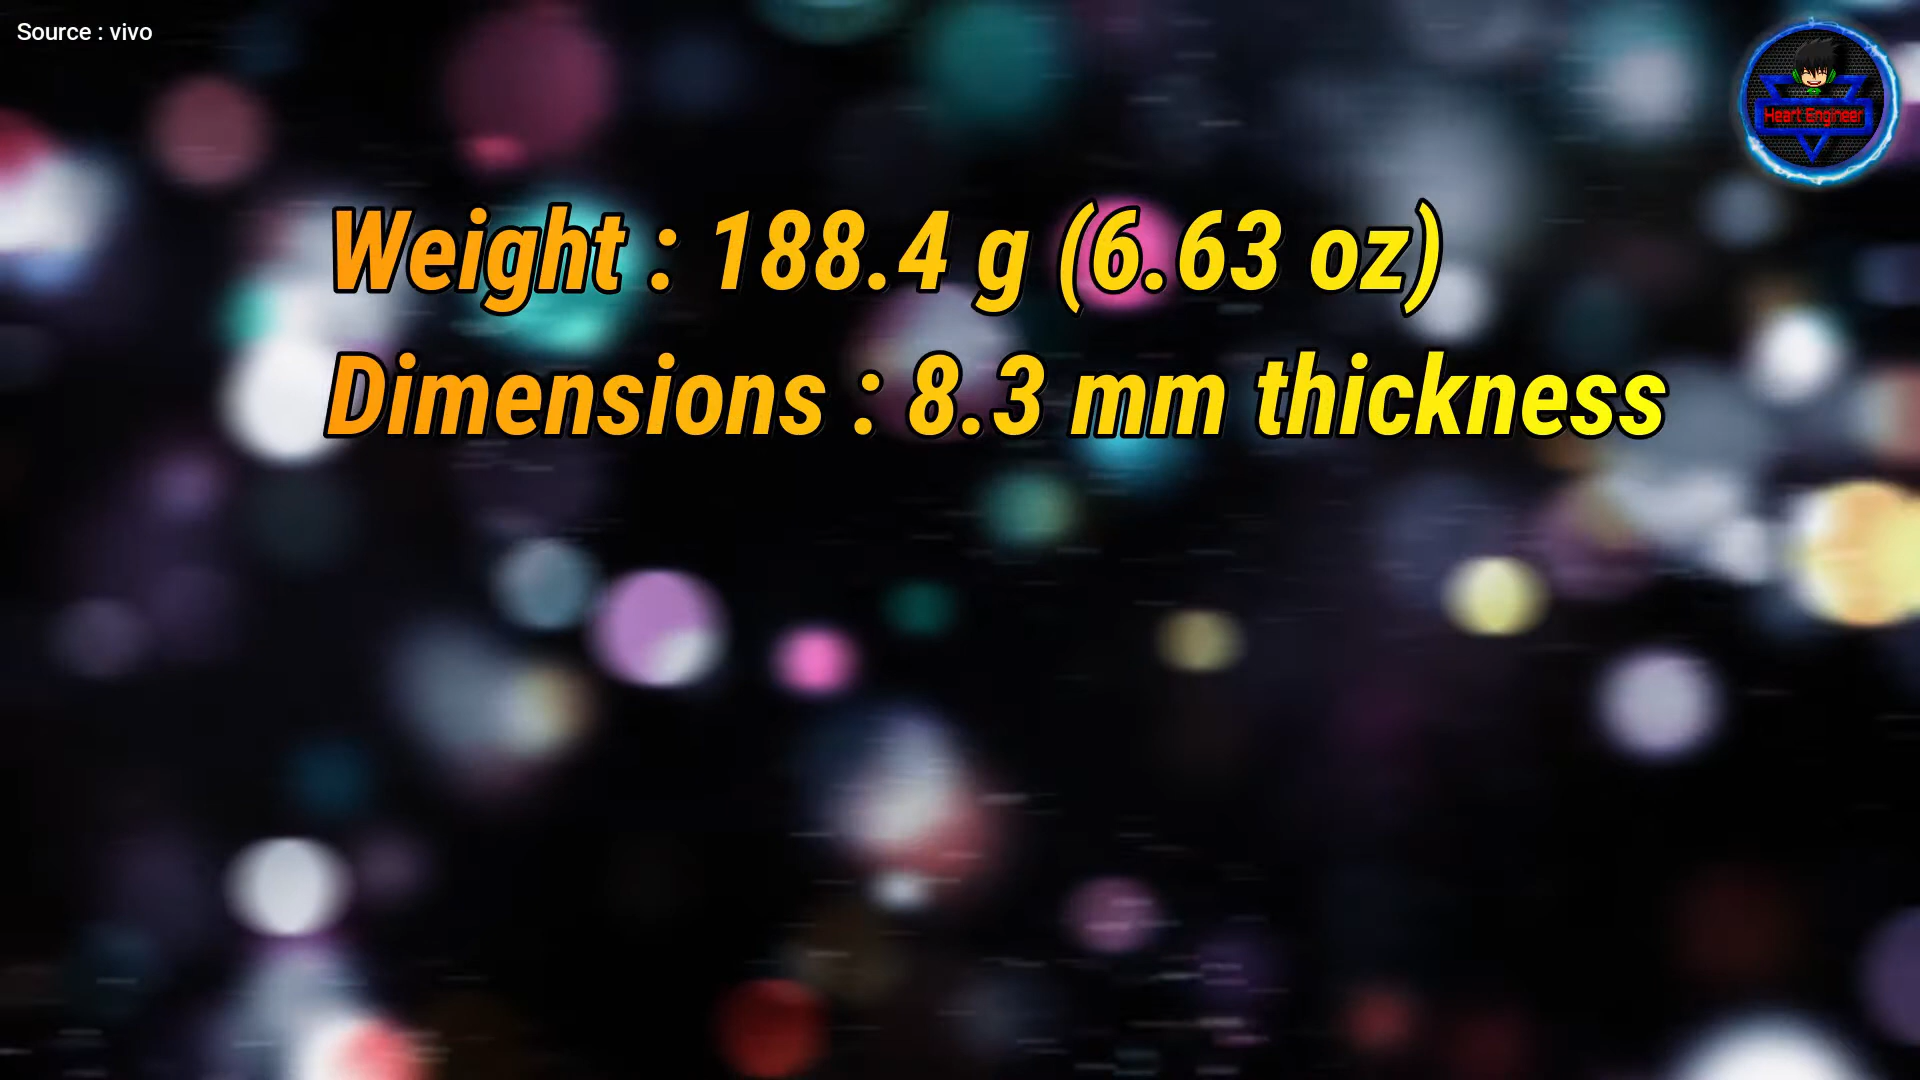 Source : vivo
Heart Engineer
Weight : 188.4 g (6.63 oz)
Dimensions : 8.3 mm thickness